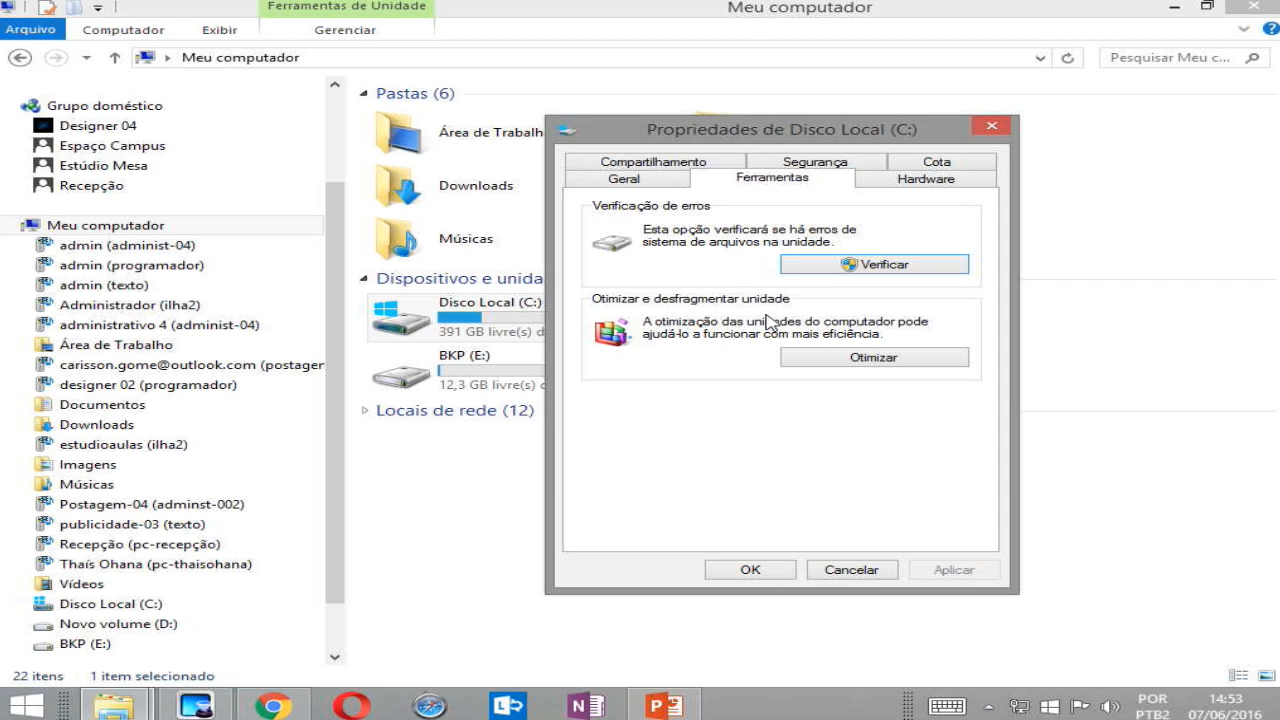 Ferramentas de Unidade
Meu computador
Arquivo
Computador
Exibir
Gerenciar
Meu computador
Pesquisar Meu c...
Grupo doméstico
Designer 04
Espaço Campus
Estúdio Mesa
Recepção
Meu computador
admin (administ-04)
admin (programador)
admin (texto)
Administrador (ilha2)
administrativo 4 (administ-04)
Área de Trabalho
carisson.gome@outlook.com (postagen
designer 02 (programador)
Documentos
Downloads
estudioaulas (ilha2)
Imagens
Músicas
Postagem-04 (adminst-002)
publicidade-03 (texto)
Recepção (pc-recepção)
Thaís Ohana (pc-thaisohana)
Vídeos
Disco Local (C:)
Novo volume (D:)
BKP (E:)
Pastas (6)
Área de Trabalh
Downloads
Músicas
Dispositivos e unida
Disco Local (C:)
391 GB livre(s) d
BKP (E:)
12,3 GB livre(s) d
Locais de rede (12)
Propriedades de Disco Local (C:)
Compartilhamento
Segurança
Cota
Geral
Ferramentas
Hardware
Verificação de erros
Esta opção verificará se há erros de
sistema de arquivos na unidade.
Verificar
Otimizar e desfragmentar unidade
A otimização das unidades do computador pode
ajudá-lo a funcionar com mais eficiência.
Otimizar
OK
Cancelar
Aplicar
22 itens
1 item selecionado
POR
PTB2
14:53
07/06/2016